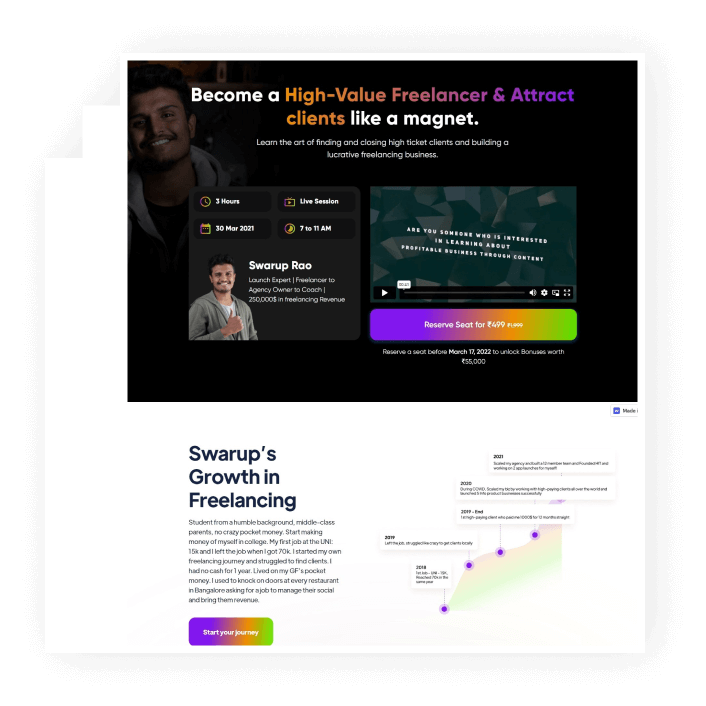 Become a High-Value Freelancer & Attract
clients like a magnet.
Learn the art of finding and closing high ticket clients and building a
lucrative freelancing business.
3 Hours
Live Session
30 Mar 2021
7 to 11 AM
Swarup Rao
Launch Expert | Freelancer to
Agency Owner to Coach |
250,000$ in freelancing Revenue
ARE YOU SOMEONE WHO IS INTERESTED
IN LEARNING ABOUT
PROFITABLE BUSINESS THROUGH CONTENT
00:41
Reserve Seat for ₹499 ₹1,999
Reserve a seat before March 17, 2022 to unlock Bonuses worth
₹55,000
Made i
Swarup's
Growth in
Freelancing
Student from a humble background, middle-class
parents, no crazy pocket money. Start making
money of myself in college. My first job at the UNI:
15k and I left the job when I got 70k. I started my own
freelancing journey and struggled to find clients. I
had no cash for 1 year. Lived on my GF's pocket
money. I used to knock on doors at every restaurant
in Bangalore asking for a job to manage their social
and bring them revenue.
Start your journey
2021
Scaled my agency and built a 12 member team and Founded HIT and
working on 2 app launches for myself
2020
During COVID, Scaled my biz by working with high-paying clients all over the world and
launched 5 info product businesses successfully
2019 - End
1st High-paying client who paid me 1000$ for 12 months straight
2019
Left the job, struggled like crazy to get clients locally
2018
1st Job - UNI - 15K,
Reached 70k in the
same year